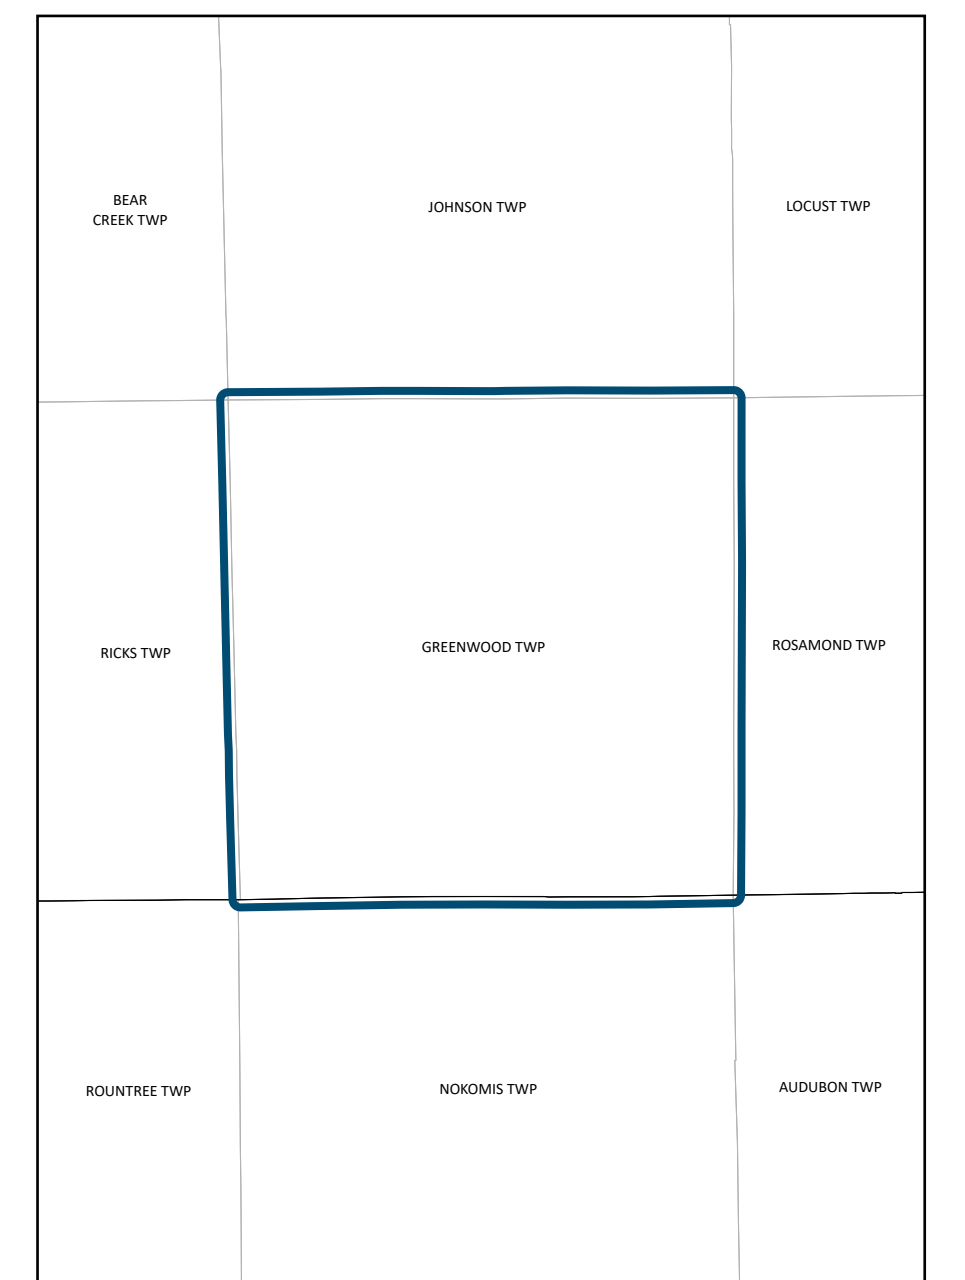 BEAR
CREEK TWP
JOHNSON TWP
LOCUST TWP
RICKS TWP
GREENWOOD TWP
ROSAMOND TWP
ROUNTREE TWP
NOKOMIS TWP
AUDUBON TWP